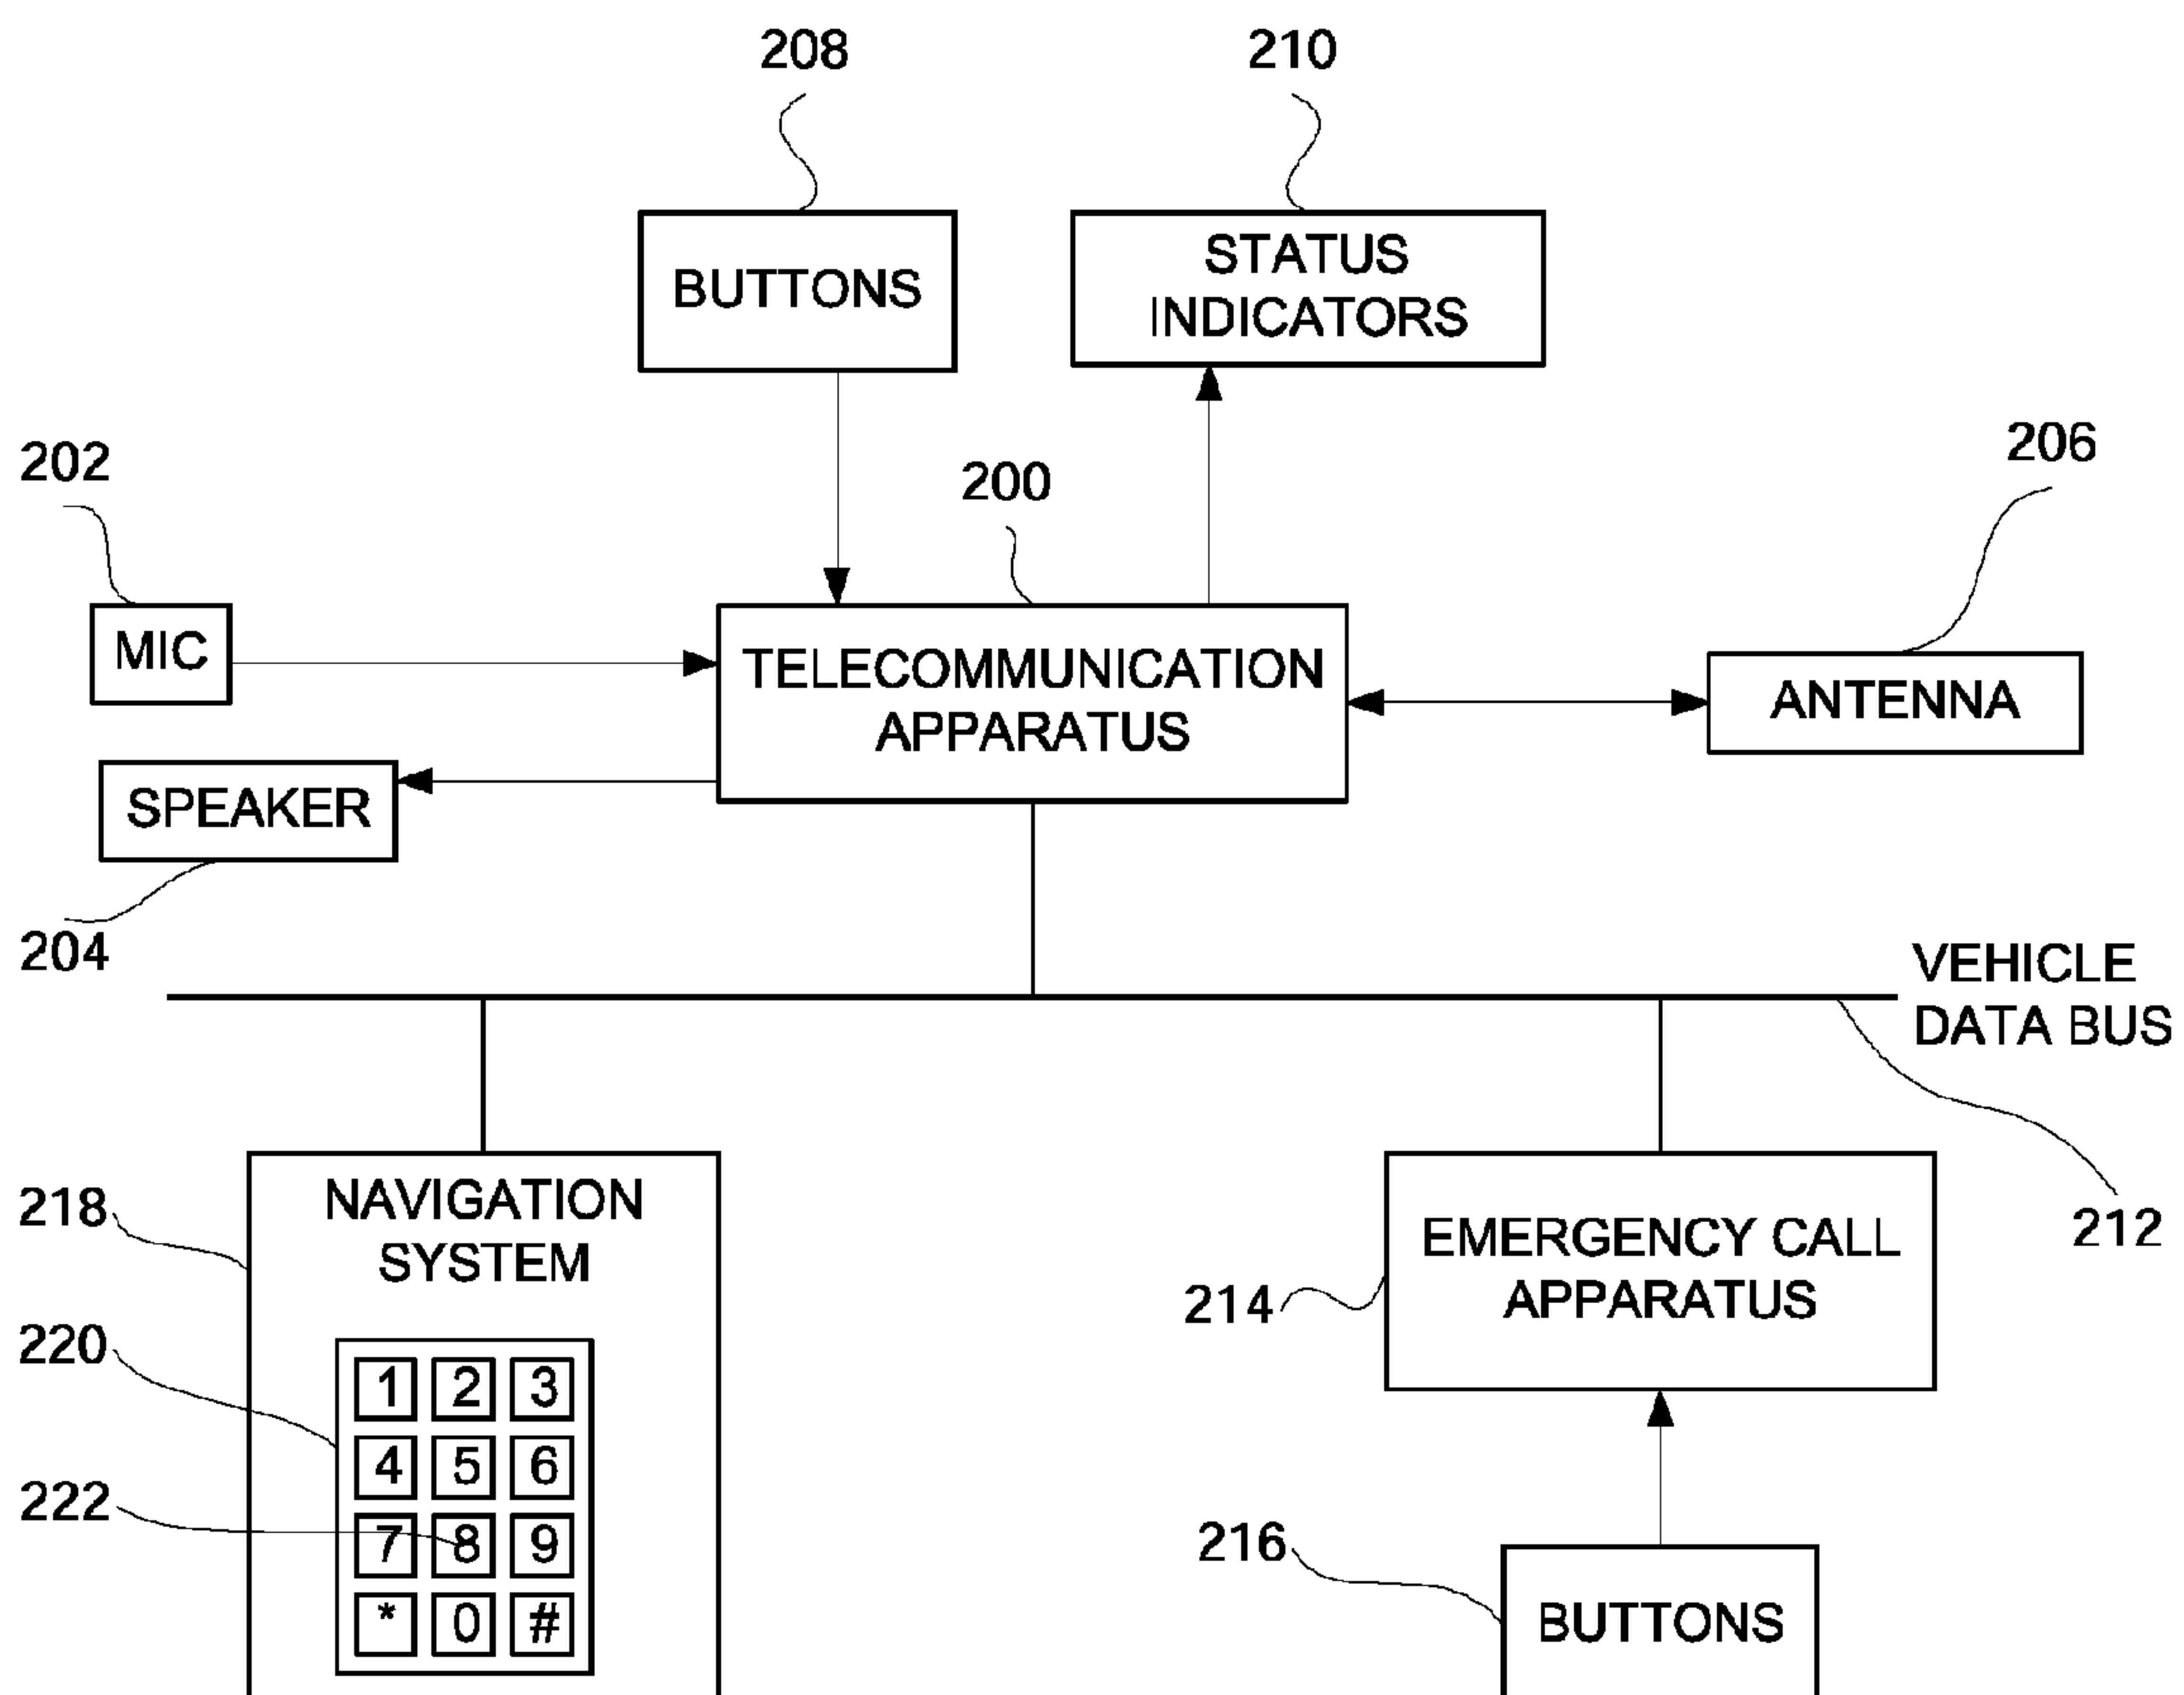 208
210
BUTTONS
STATUS
INDICATORS
202
200
206
MIC
TELECOMMUNICATION
APPARATUS
ANTENNA
SPEAKER
204
VEHICLE
DATA BUS
212
218
NAVIGATION
SYSTEM
214
EMERGENCY CALL
APPARATUS
220
1 2 3
4 5 6
222
7 8 9
* 0 #
216
BUTTONS